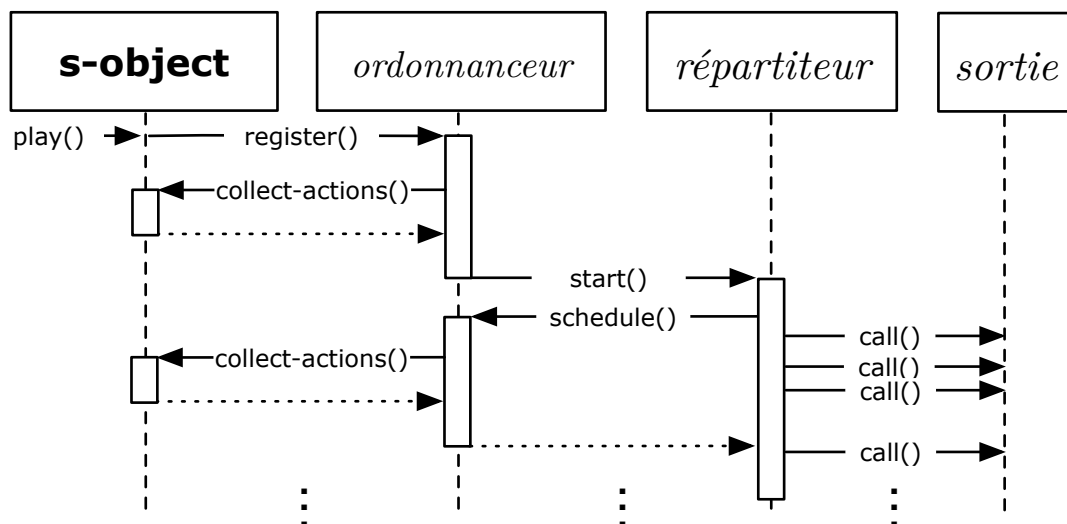 s-object
ordonnanceur
répartiteur
sortie
play()
register()
collect-actions()
start()
schedule()
call()
collect-actions()
call()
call()
call()